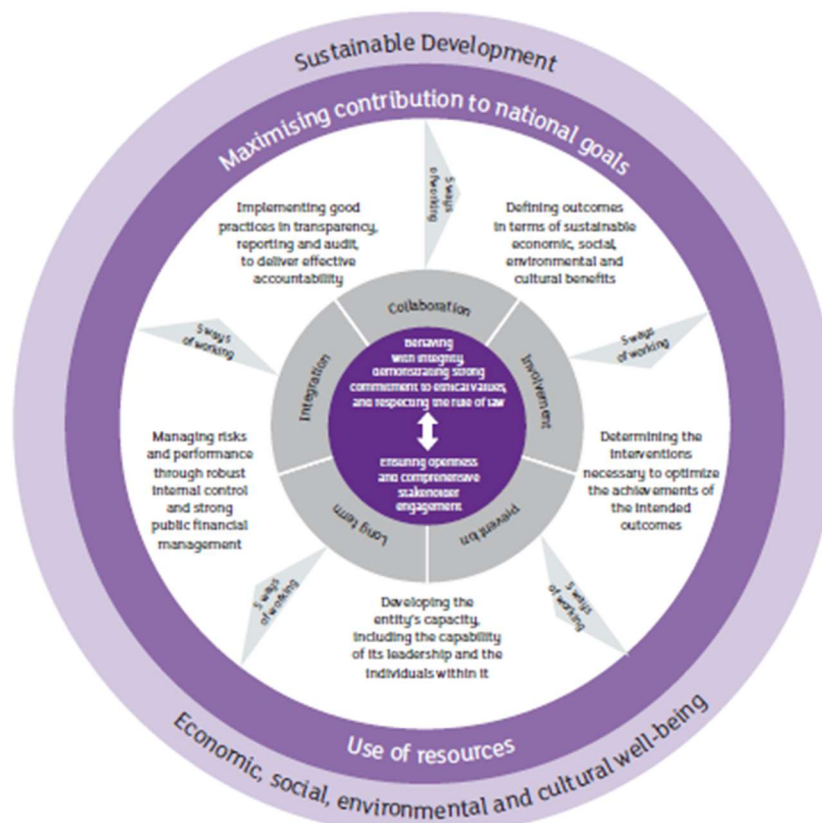 Sustainable Development
Maximising contribution to national goals
5 ways
of working
Implementing good
practices in transparency,
reporting and audit,
to deliver effective
accountability
Defining outcomes
in terms of sustainable
economic, social,
environmental and
cultural benefits
Collaboration
5 ways
of working
5 ways
of working
Integration
Involvement
Behaving
with integrity,
demonstrating strong
commitment to ethical values,
and respecting the rule of law
Managing risks
and performance
through robust
internal control
and strong
public financial
management
Determining the
interventions
necessary to optimize
the achievements of
the intended
outcomes
Ensuring openness
and comprehensive
stakeholder
engagement
Long term
Prevention
5 ways
of working
5 ways
of working
Developing the
entity's capacity,
including the capability
of its leadership and the
individuals within it
Use of resources
Economic, social, environmental and cultural well-being